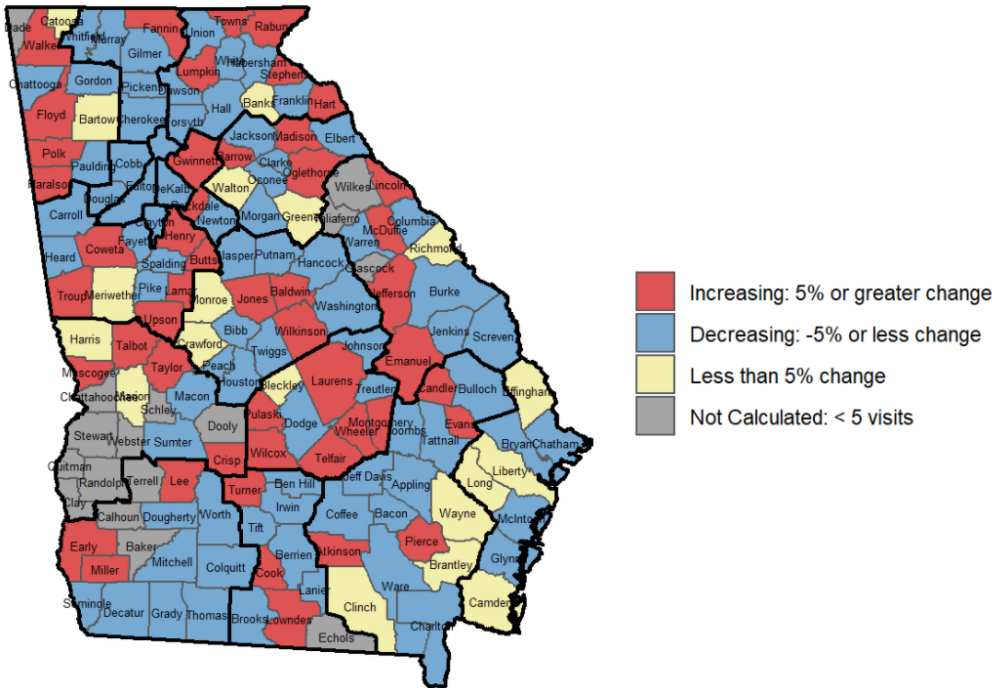 Dade
Catoosa
Walker
Whitfield
Murray
Fannin
Union
Towns
Rabun
Gilmer
Chattooga
Gordon
Pickens
Lumpkin
White
Habersham
Stephens
Dawson
Floyd
Bartow
Cherokee
Forsyth
Hall
Banks
Franklin
Hart
Polk
Paulding
Cobb
Gwinnett
Jackson
Madison
Elbert
Barrow
Clarke
Oglethorpe
Haralson
Douglas
Fulton
DeKalb
Walton
Oconee
Wilkes
Lincoln
Carroll
Clayton
Rockdale
Newton
Morgan
Greene
Taliaferro
McDuffie
Columbia
Heard
Coweta
Fayette
Henry
Butts
Jasper
Putnam
Hancock
Warren
Richmond
Spalding
Glascock
Troup
Meriwether
Pike
Lamar
Monroe
Jones
Baldwin
Washington
Jefferson
Burke
Upson
Harris
Talbot
Crawford
Bibb
Wilkinson
Twiggs
Johnson
Emanuel
Jenkins
Screven
Muscogee
Taylor
Peach
Houston
Bleckley
Laurens
Treutlen
Candler
Bulloch
Effingham
Chattahoochee
Marion
Schley
Macon
Dooly
Pulaski
Dodge
Montgomery
Wheeler
Toombs
Evans
Tattnall
Bryan
Chatham
Stewart
Webster
Sumter
Crisp
Wilcox
Telfair
Quitman
Randolph
Terrell
Lee
Turner
Ben Hill
Jeff Davis
Appling
Long
Liberty
Clay
Calhoun
Dougherty
Worth
Irwin
Tift
Coffee
Bacon
Wayne
McIntosh
Early
Baker
Mitchell
Colquitt
Berrien
Atkinson
Pierce
Brantley
Glynn
Miller
Cook
Lanier
Ware
Seminole
Decatur
Grady
Thomas
Brooks
Lowndes
Clinch
Echols
Charlton
Camden
Increasing: 5% or greater change
Decreasing: -5% or less change
Less than 5% change
Not Calculated: < 5 visits